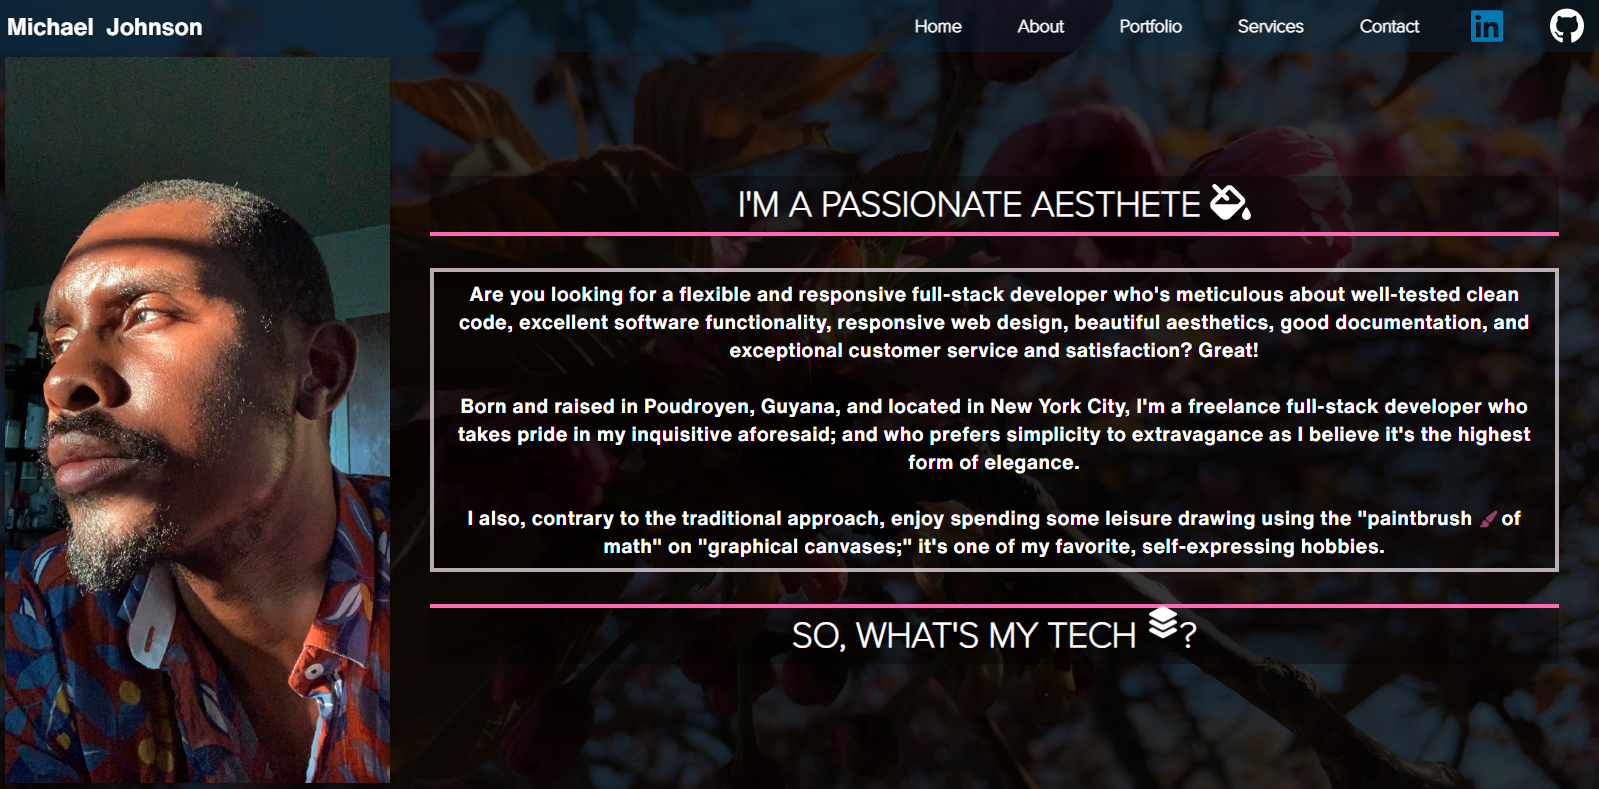 Michael Johnson
Home About Portfolio Services Contact in
I'M A PASSIONATE AESTHETE
Are you looking for a flexible and responsive full-stack developer who's meticulous about well-tested clean
code, excellent software functionality, responsive web design, beautiful aesthetics, good documentation, and
exceptional customer service and satisfaction? Great!
Born and raised in Poudroyen, Guyana, and located in New York City, I'm a freelance full-stack developer who
takes pride in my inquisitive aforesaid; and who prefers simplicity to extravagance as I believe it's the highest
form of elegance.
I also, contrary to the traditional approach, enjoy spending some leisure drawing using the "paintbrush of
math" on "graphical canvases;" it's one of my favorite, self-expressing hobbies.
SO, WHAT'S MY TECH ?